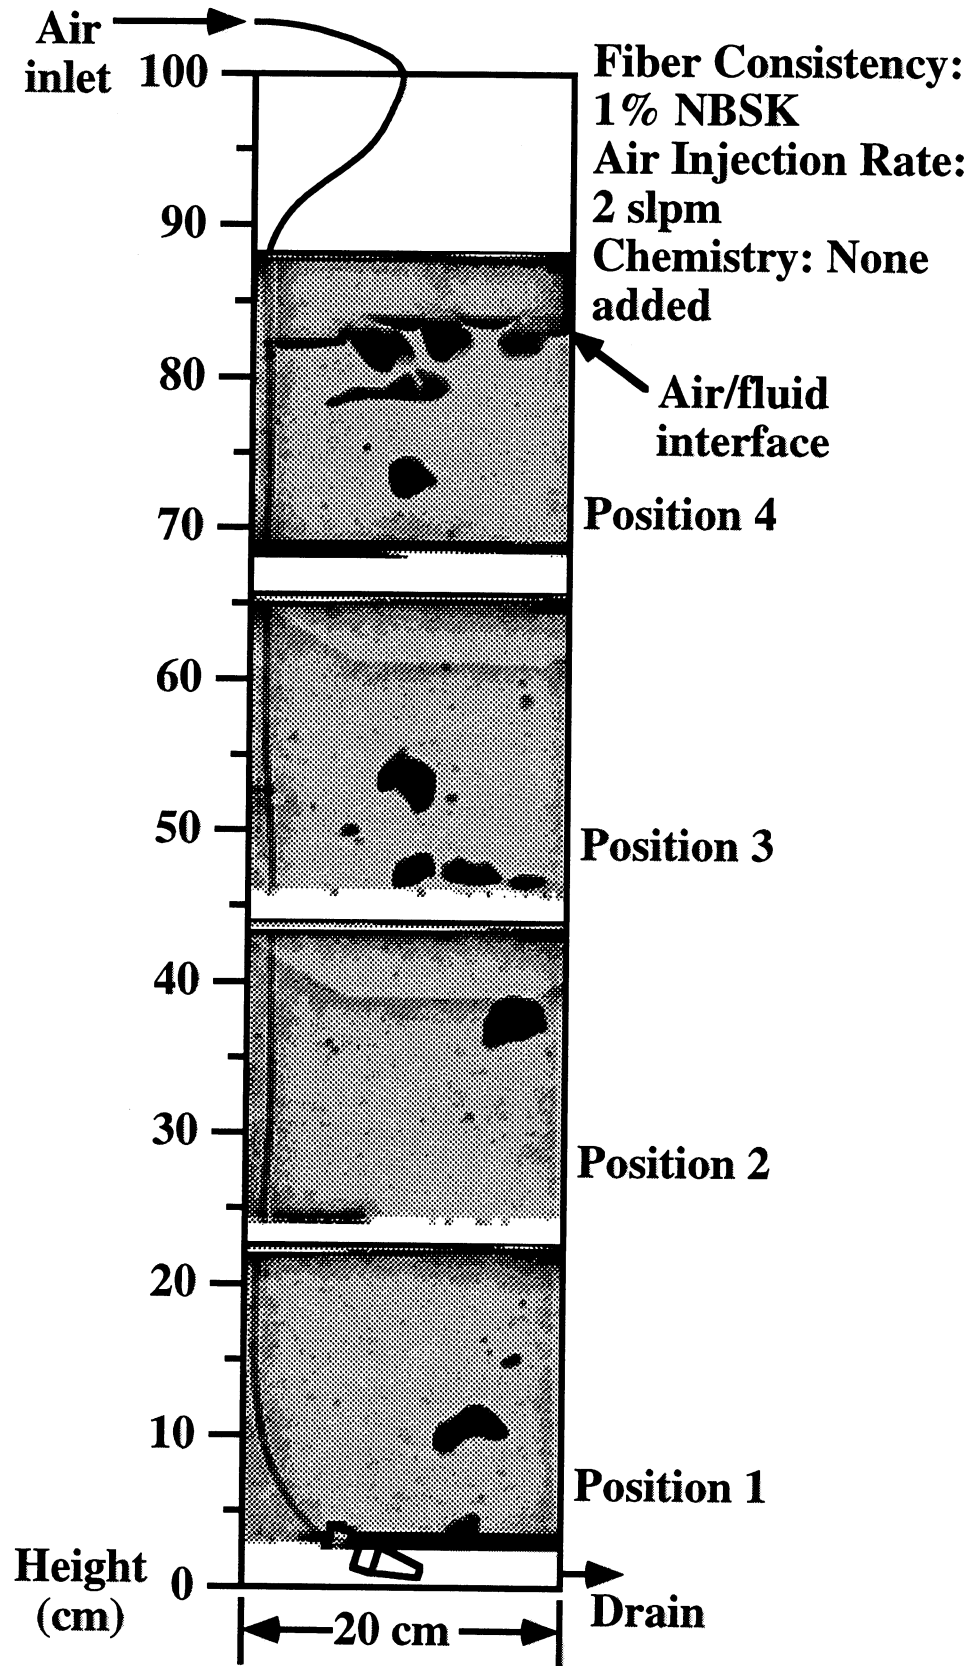 Air
inlet
Fiber Consistency:
1% NBSK
Air Injection Rate:
2 slpm
Chemistry: None
added
100
90
80
Air/fluid
interface
70
Position 4
60
50
Position 3
40
30
Position 2
20
10
Position 1
Height
(cm)
0
Drain
20 cm